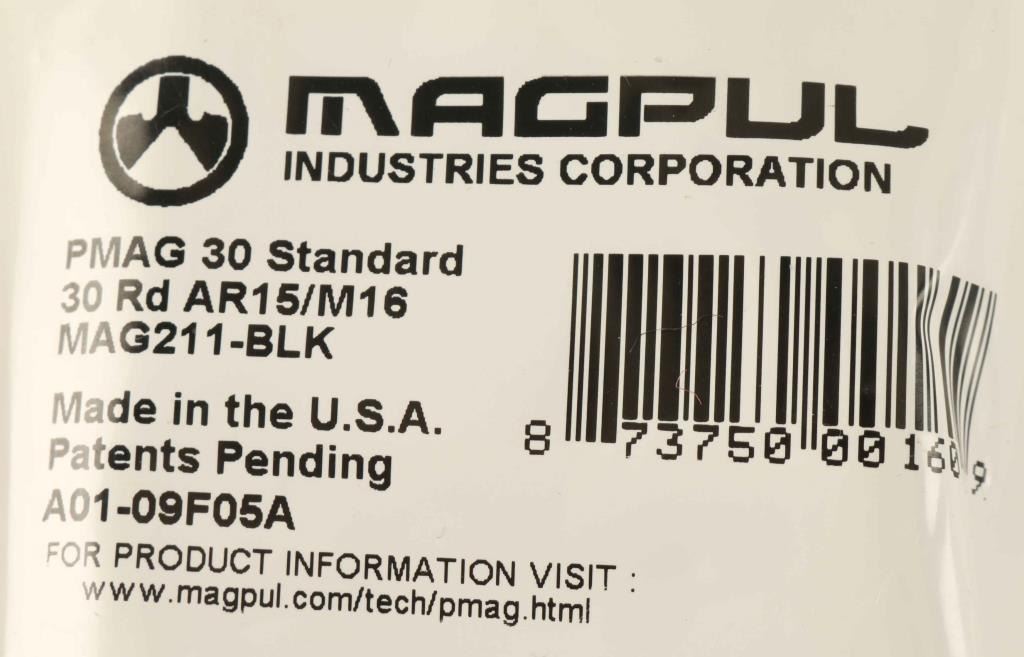 MAGPUL
INDUSTRIES CORPORATION
PMAG 30 Standard
30 Rd AR15/M16
MAG211-BLK
Made in the U.S.A.
Patents Pending
A01-09F05A
8 73750 00160 9
FOR PRODUCT INFORMATION VISIT :
www.magpul.com/tech/pmag.html